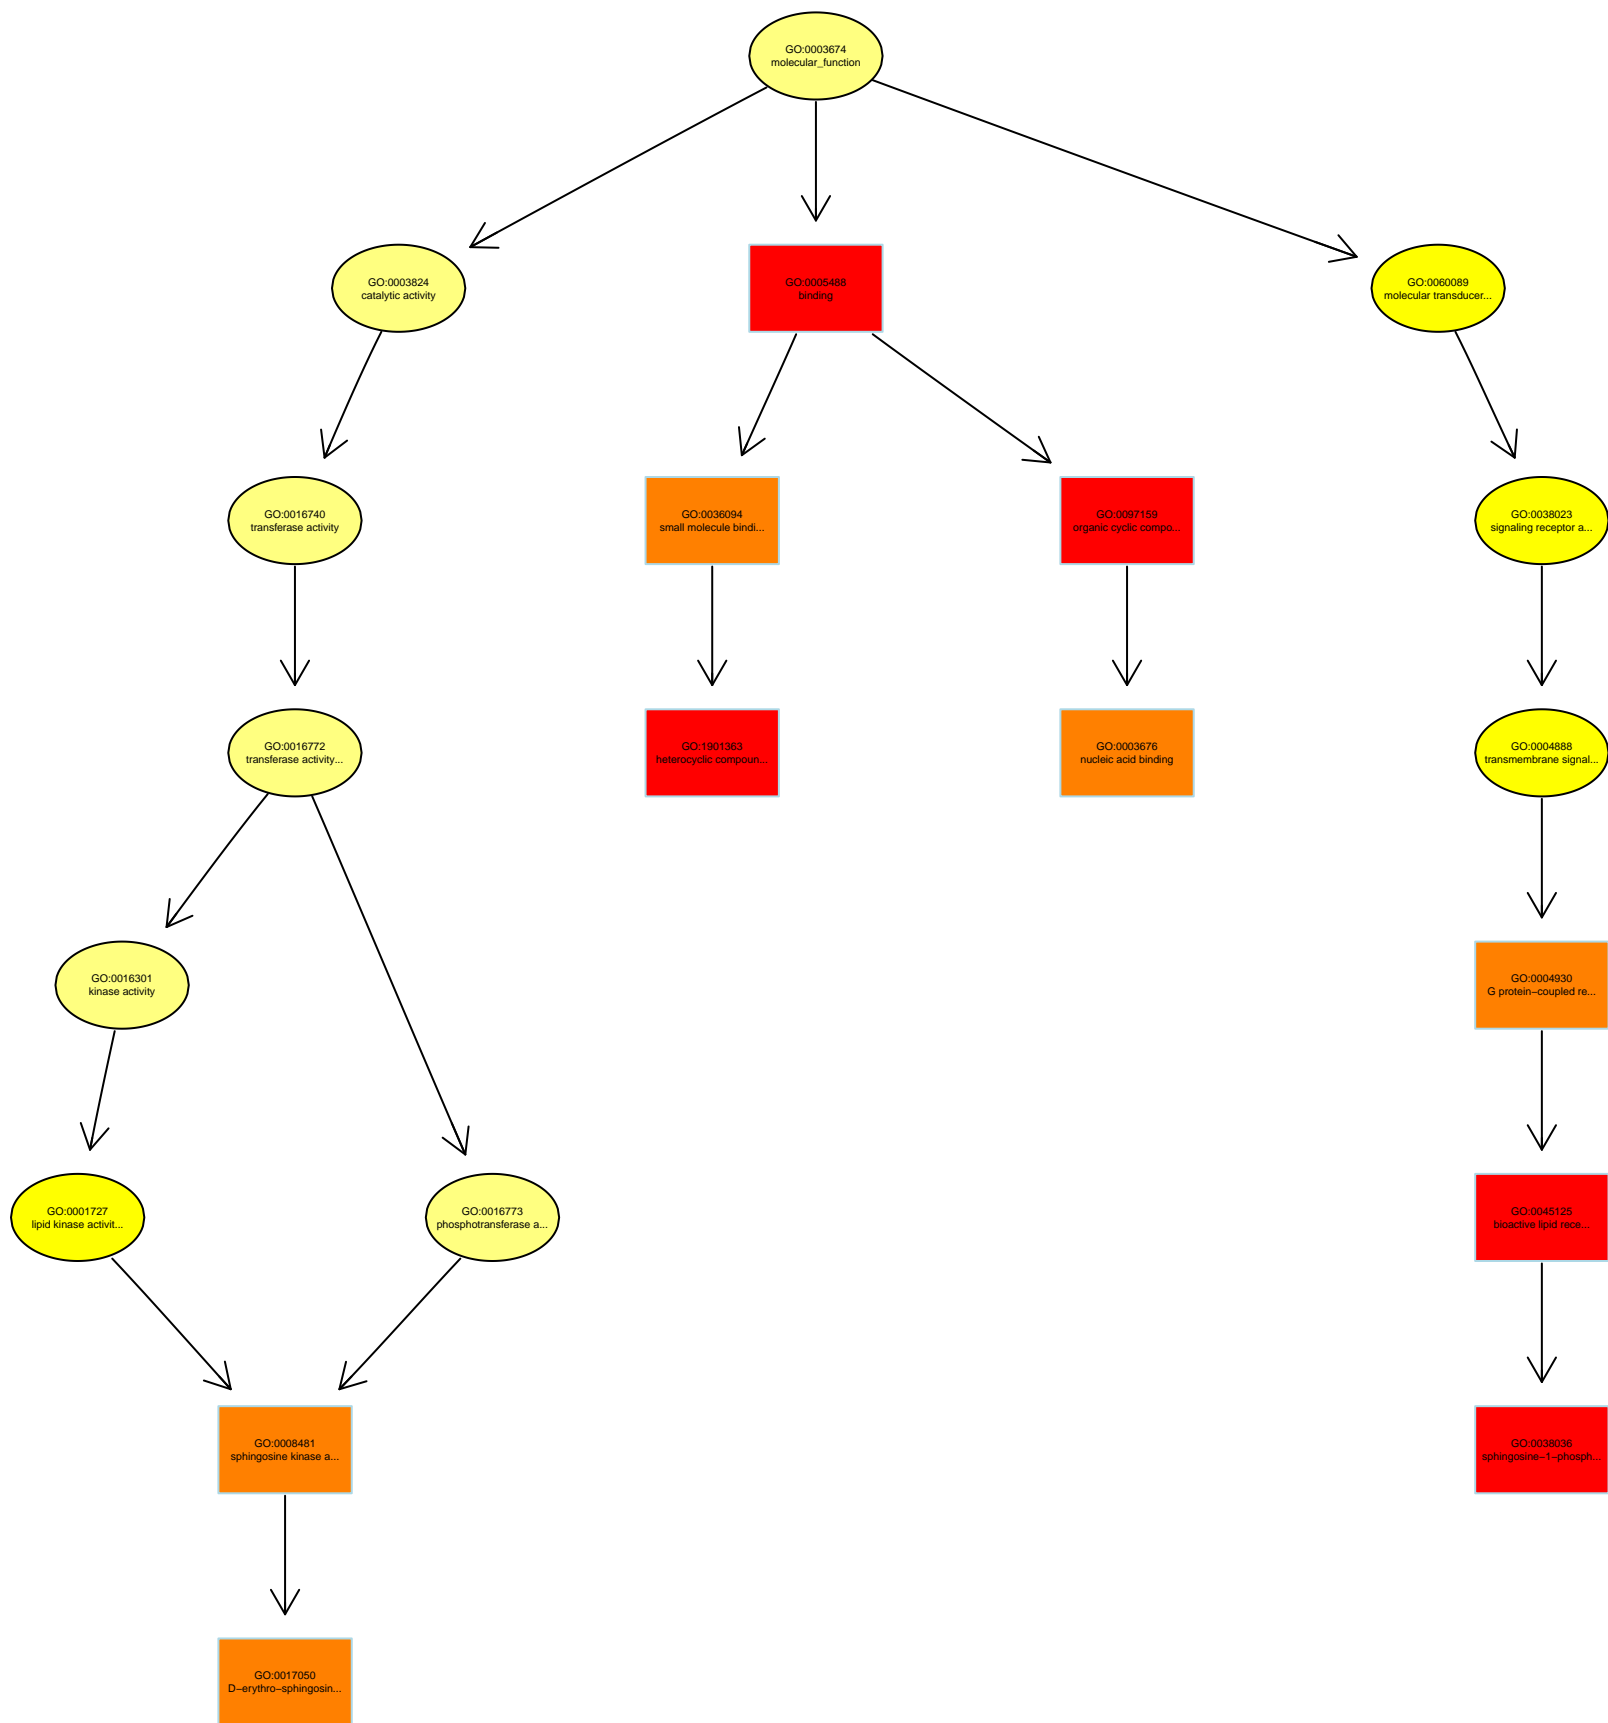 GO:0003674
molecular_function
GO:0003824
catalytic activity
GO:0005488
binding
GO:0060089
molecular transducer...
GO:0016740
transferase activity
GO:0036094
small molecule bindi...
GO:0097159
organic cyclic compo...
GO:0038023
signaling receptor a...
GO:0016772
transferase activity...
GO:1901363
heterocyclic compoun...
GO:0003676
nucleic acid binding
GO:0004888
transmembrane signal...
GO:0016301
kinase activity
GO:0004930
G protein−coupled re...
GO:0001727
lipid kinase activit...
GO:0016773
phosphotransferase a...
GO:0045125
bioactive lipid rece...
GO:0008481
sphingosine kinase a...
GO:0038036
sphingosine−1−phosph...
GO:0017050
D−erythro−sphingosin...